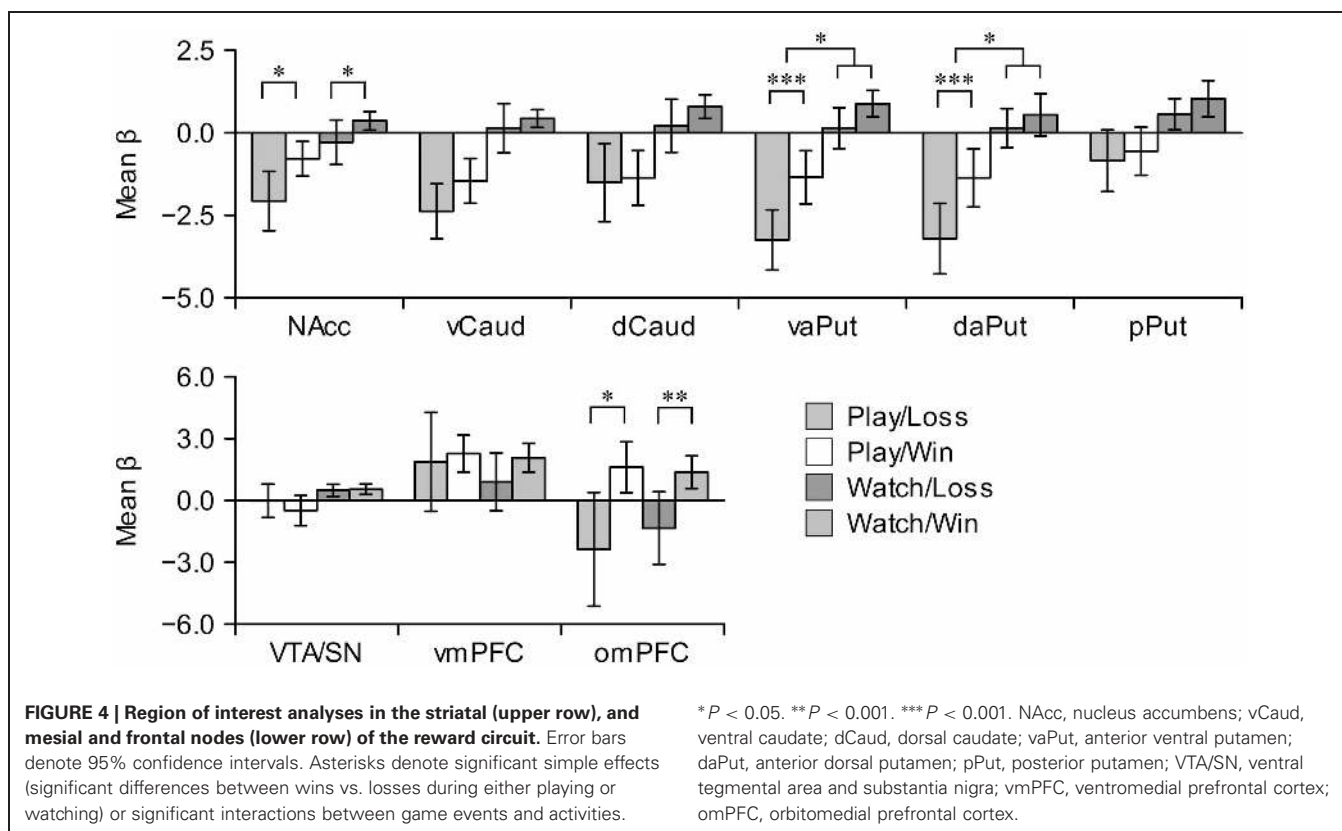 2.5
0.0
−2.5
−5.0
Mean β
* * *** * *** *
NAcc vCaud dCaud vaPut daPut pPut
6.0
3.0
0.0
−3.0
−6.0
Mean β
* **
VTA/SN vmPFC omPFC
Play/Loss
Play/Win
Watch/Loss
Watch/Win
FIGURE 4 | Region of interest analyses in the striatal (upper row), and
mesial and frontal nodes (lower row) of the reward circuit. Error bars
denote 95% confidence intervals. Asterisks denote significant simple effects
(significant differences between wins vs. losses during either playing or
watching) or significant interactions between game events and activities.
*P < 0.05. **P < 0.001. ***P < 0.001. NAcc, nucleus accumbens; vCaud,
ventral caudate; dCaud, dorsal caudate; vaPut, anterior ventral putamen;
daPut, anterior dorsal putamen; pPut, posterior putamen; VTA/SN, ventral
tegmental area and substantia nigra; vmPFC, ventromedial prefrontal cortex;
omPFC, orbitomedial prefrontal cortex.